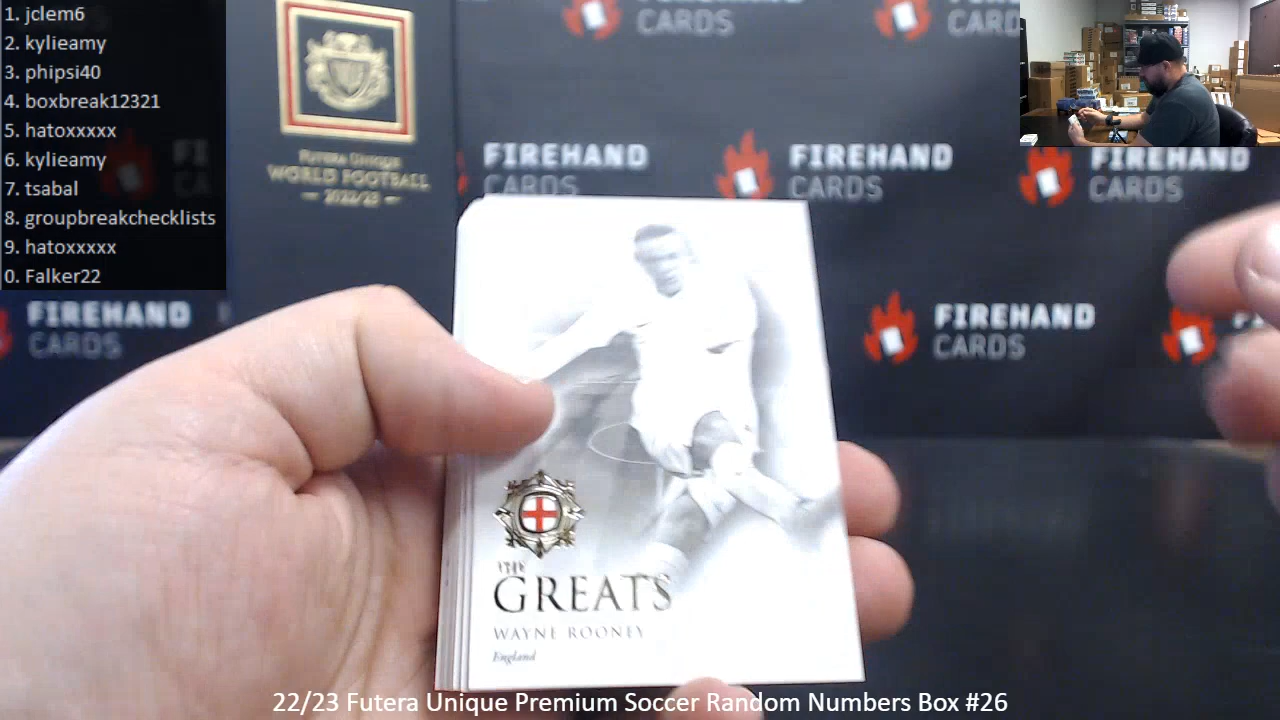 1. jclem6
2. kylieamy
3. phipsi40
4. boxbreak12321
5. hatoxxxxx
6. kylieamy
7. tsabal
8. groupbreakchecklists
9. hatoxxxxx
0. Falker22
Futera Unique
WORLD FOOTBALL
2022/23
CARDS
CARDS
FIREHAND
CARDS
FIREHAND
CARDS
FIREHAND
CARDS
FIREHAND
CARDS
FIREHAND
CARDS
THE
GREATS
WAYNE ROONEY
England
22/23 Futera Unique Premium Soccer Random Numbers Box #26